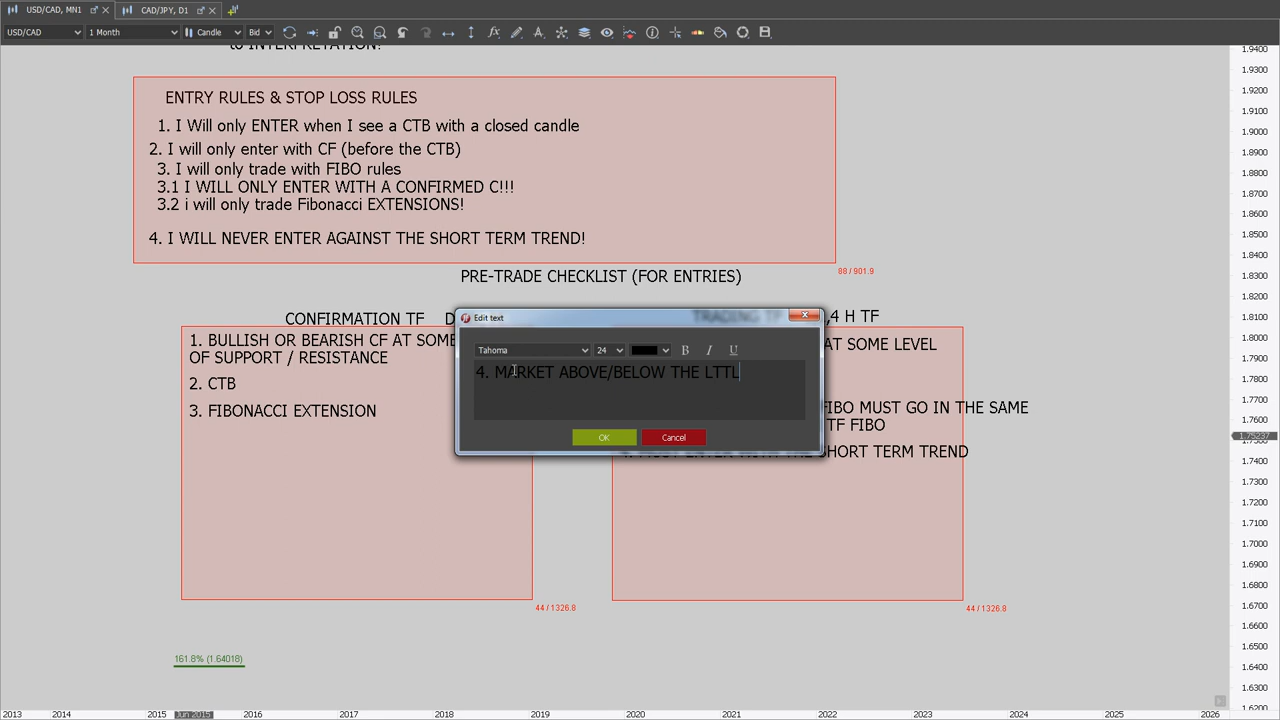 USD/CAD, MN1
CAD/JPY, D1
USD/CAD
1 Month
Candle
Bid
to INTERPRETATION!
ENTRY RULES & STOP LOSS RULES
1. I Will only ENTER when I see a CTB with a closed candle
2. I will only enter with CF (before the CTB)
3. I will only trade with FIBO rules
3.1 I WILL ONLY ENTER WITH A CONFIRMED C!!!
3.2 i will only trade Fibonacci EXTENSIONS!
4. I WILL NEVER ENTER AGAINST THE SHORT TERM TREND!
88 / 901.9
PRE-TRADE CHECKLIST (FOR ENTRIES)
CONFIRMATION TF D
TRADING TF ,4 H TF
1. BULLISH OR BEARISH CF AT SOME
OF SUPPORT / RESISTANCE
2. CTB
3. FIBONACCI EXTENSION
44 / 1326.8
Edit text
Tahoma
24
B I U
4. MARKET ABOVE/BELOW THE LTTL
OK
Cancel
AT SOME LEVEL
FIBO MUST GO IN THE SAME
TF FIBO
4. MUST ENTER WITH THE SHORT TERM TREND
44 / 1326.8
161.8% (1.64018)
1.9400
1.9300
1.9200
1.9100
1.9000
1.8900
1.8800
1.8700
1.8600
1.8500
1.8400
1.8300
1.8200
1.8100
1.8000
1.7900
1.7800
1.7700
1.7600
1.75237
1.7400
1.7300
1.7200
1.7100
1.7000
1.6900
1.6800
1.6700
1.6600
1.6500
1.6400
1.6300
1.6200
2013
2014
2015
Jun 2015
2016
2017
2018
2019
2020
2021
2022
2023
2024
2025
2026